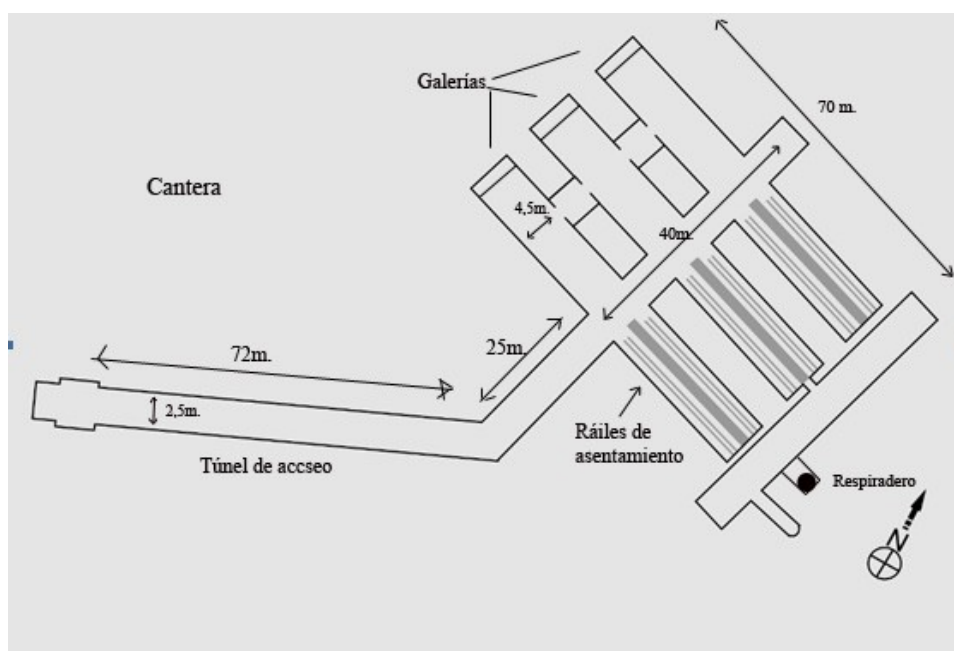 Galerías
70 m.
Cantera
4,5m.
40m.
72m.
25m.
2,5m.
Túnel de accseo
Ráiles de
asentamiento
Respiradero
N